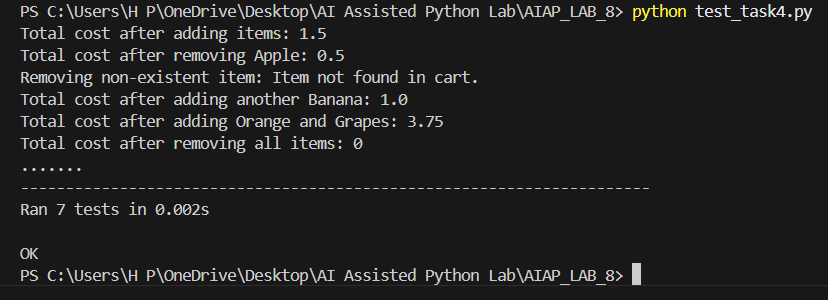 PS C:\Users\H P\OneDrive\Desktop\AI Assisted Python Lab\AIAP_LAB_8> python test_task4.py
Total cost after adding items: 1.5
Total cost after removing Apple: 0.5
Removing non-existent item: Item not found in cart.
Total cost after adding another Banana: 1.0
Total cost after adding Orange and Grapes: 3.75
Total cost after removing all items: 0
.......
----------------------------------------------------------------------
Ran 7 tests in 0.002s

OK
PS C:\Users\H P\OneDrive\Desktop\AI Assisted Python Lab\AIAP_LAB_8>